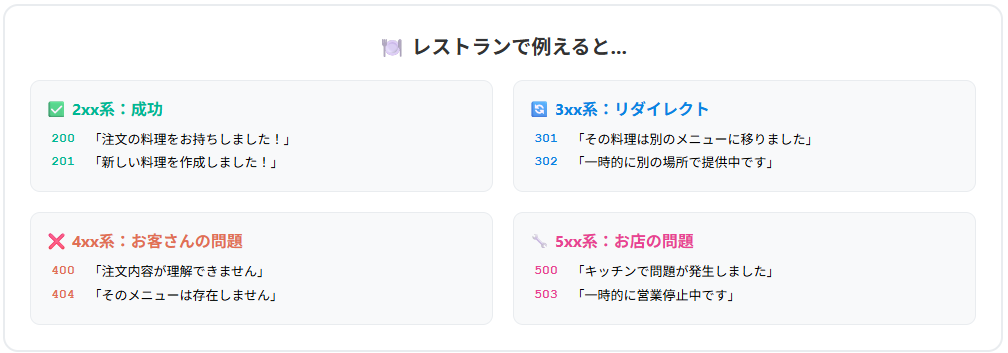 レストランで例えると...
2xx系：成功
200 「注文の料理をお持ちしました！」
201 「新しい料理を作成しました！」
3xx系：リダイレクト
301 「その料理は別のメニューに移りました」
302 「一時的に別の場所で提供中です」
4xx系：お客さんの問題
400 「注文内容が理解できません」
404 「そのメニューは存在しません」
5xx系：お店の問題
500 「キッチンで問題が発生しました」
503 「一時的に営業停止中です」